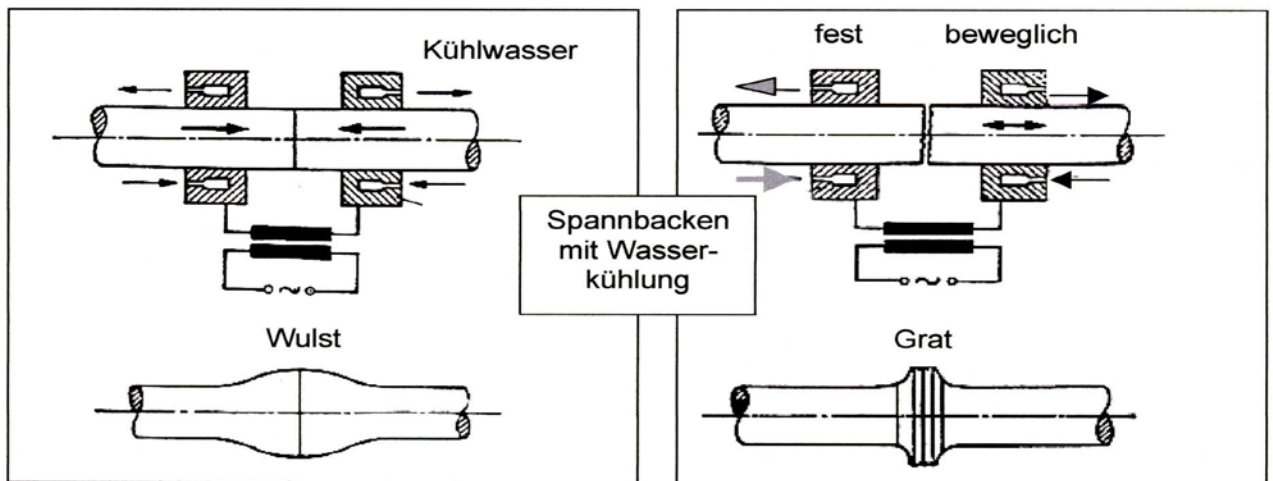 Kühlwasser
fest
beweglich
Spannbacken
mit Wasser-
kühlung
Wulst
Grat